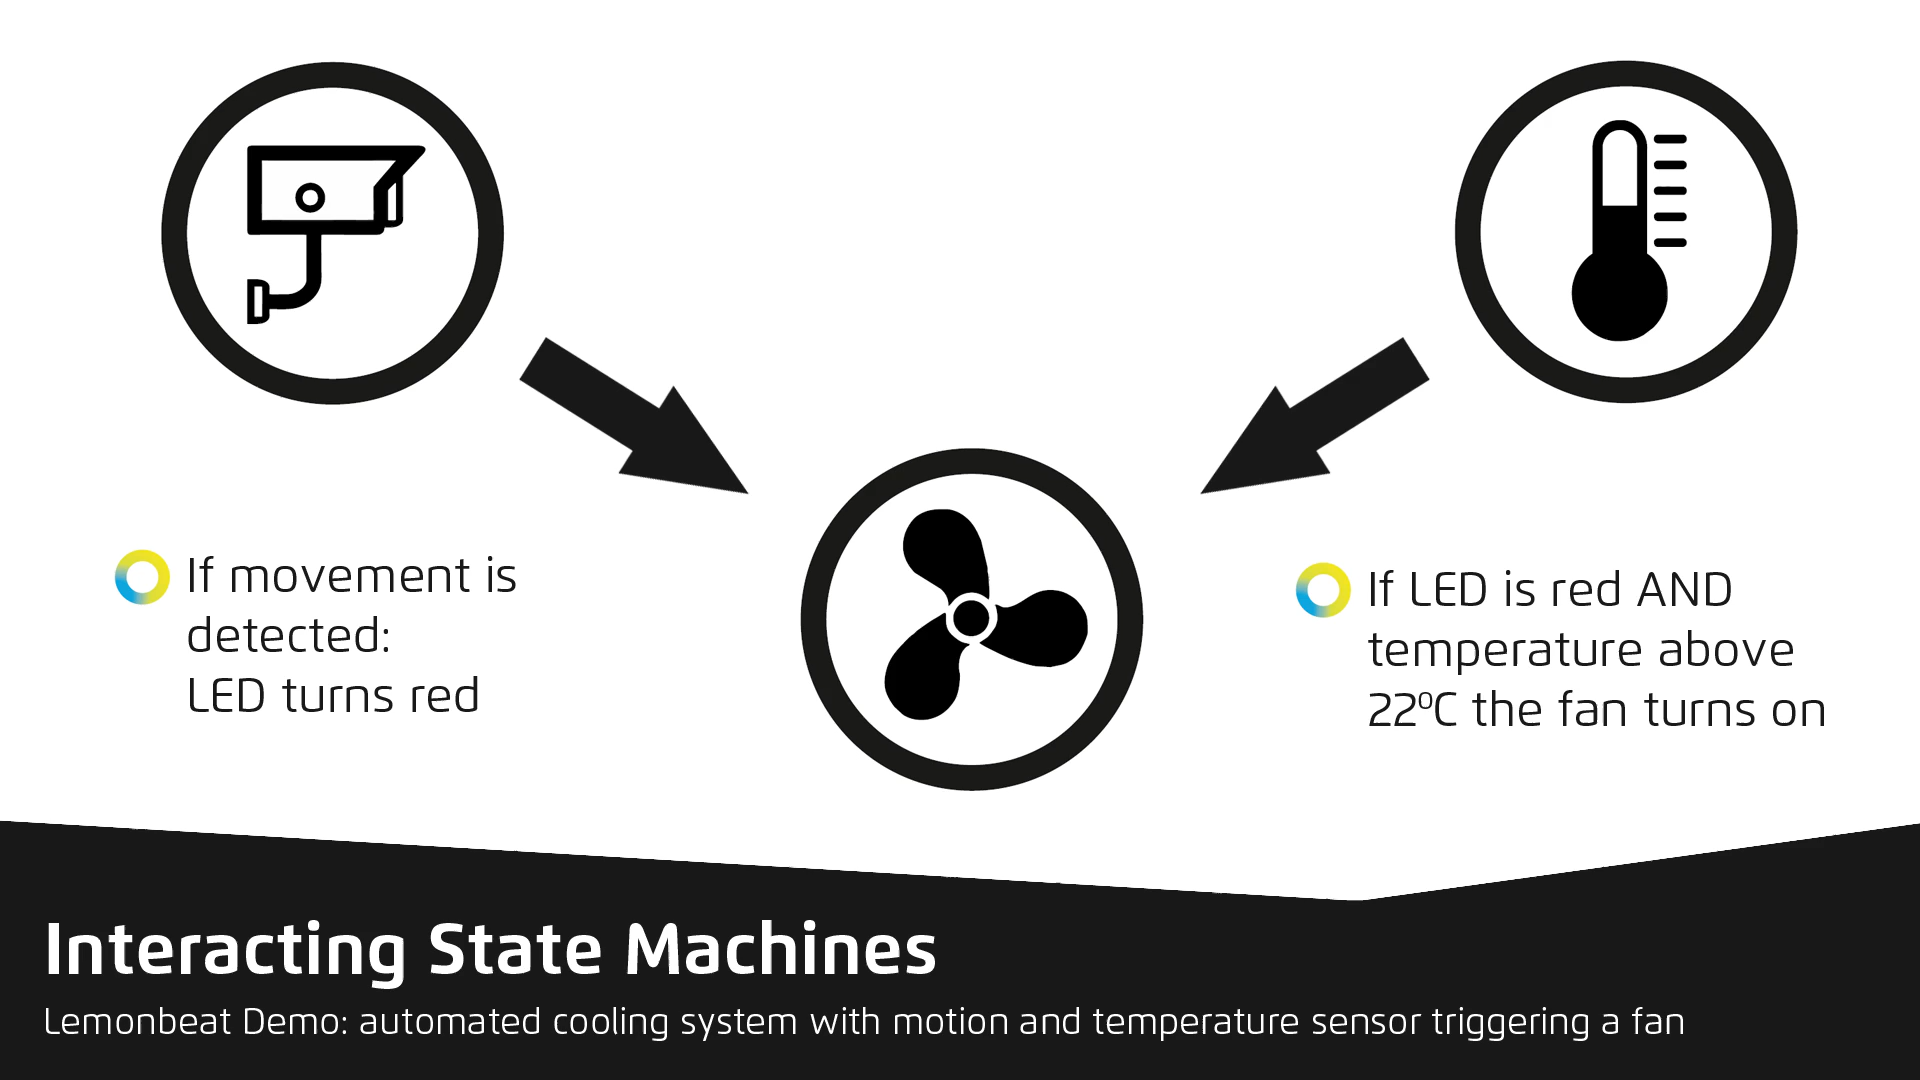 If movement is
detected:
LED turns red
If LED is red AND
temperature above
22ºC the fan turns on
Interacting State Machines
Lemonbeat Demo: automated cooling system with motion and temperature sensor triggering a fan